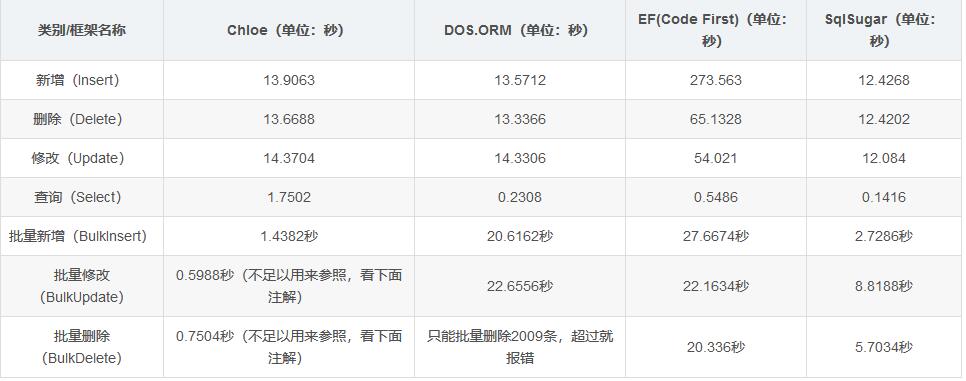 类别/框架名称
Chloe（单位：秒）
DOS.ORM（单位：秒）
EF(Code First)（单位：
秒）
SqlSugar（单位：
秒）
新增（Insert）
13.9063
13.5712
273.563
12.4268
删除（Delete）
13.6688
13.3366
65.1328
12.4202
修改（Update）
14.3704
14.3306
54.021
12.084
查询（Select）
1.7502
0.2308
0.5486
0.1416
批量新增（BulkInsert）
1.4382秒
20.6162秒
27.6674秒
2.7286秒
批量修改
（BulkUpdate）
0.5988秒（不足以用来参照，看下面
注解）
22.6556秒
22.1634秒
8.8188秒
批量删除
（BulkDelete）
0.7504秒（不足以用来参照，看下面
注解）
只能批量删除2009条，超过就
报错
20.336秒
5.7034秒